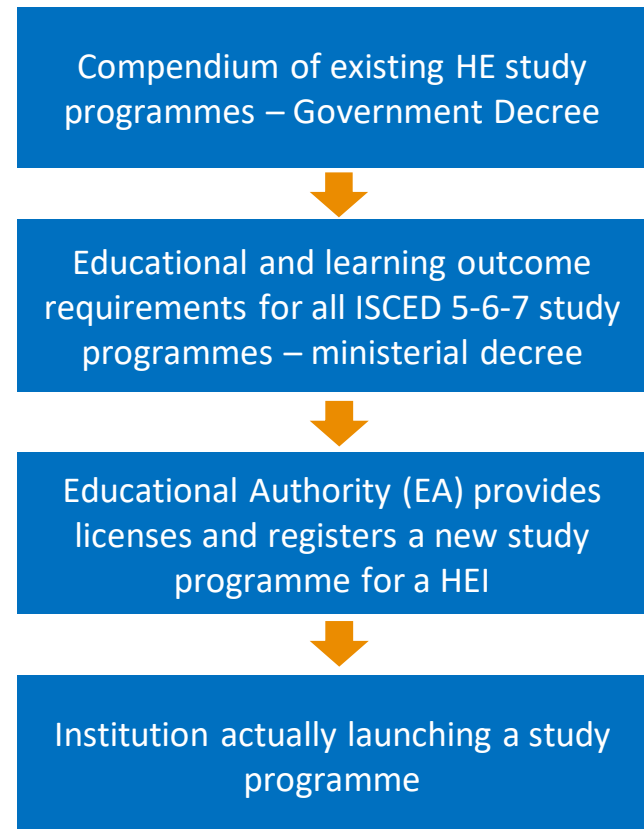 Compendium of existing HE study
programmes – Government Decree
Educational and learning outcome
requirements for all ISCED 5-6-7 study
programmes – ministerial decree
Educational Authority (EA) provides
licenses and registers a new study
programme for a HEI
Institution actually launching a study
programme